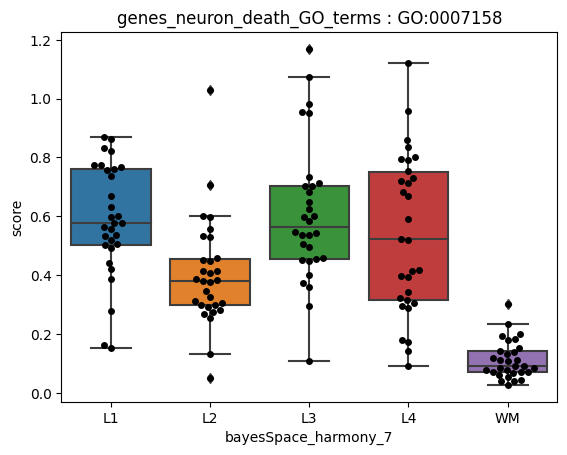 genes_neuron_death_GO_terms : GO:0007158
1.2
1.0
0.8
0.6
0.4
0.2
0.0
score
L1 L2 L3 L4 WM
bayesSpace_harmony_7